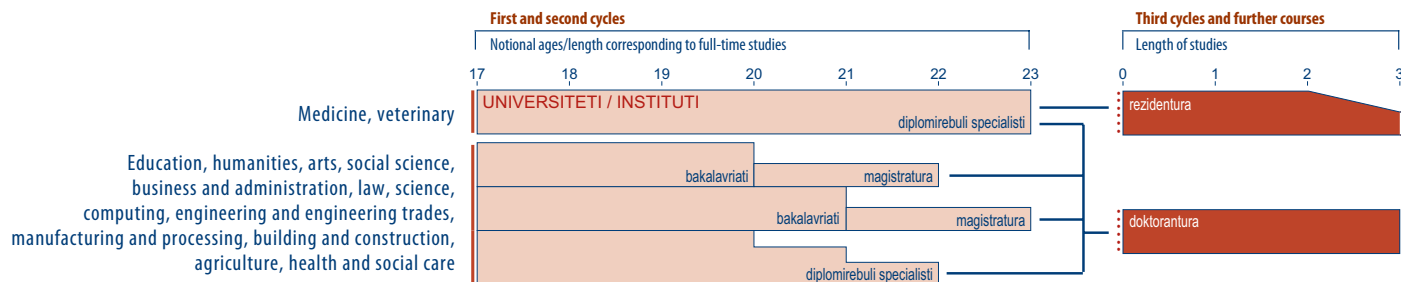 First and second cycles
Third cycles and further courses
Notional ages/length corresponding to full-time studies
Length of studies
17 18 19 20 21 22 23 0 1 2 3
Medicine, veterinary
UNIVERSITETI / INSTITUTI
diplomirebuli specialisti
rezidentura
Education, humanities, arts, social science,
business and administration, law, science,
computing, engineering and engineering trades,
manufacturing and processing, building and construction,
agriculture, health and social care
bakalavriati magistratura
bakalavriati magistratura
diplomirebuli specialisti
doktorantura